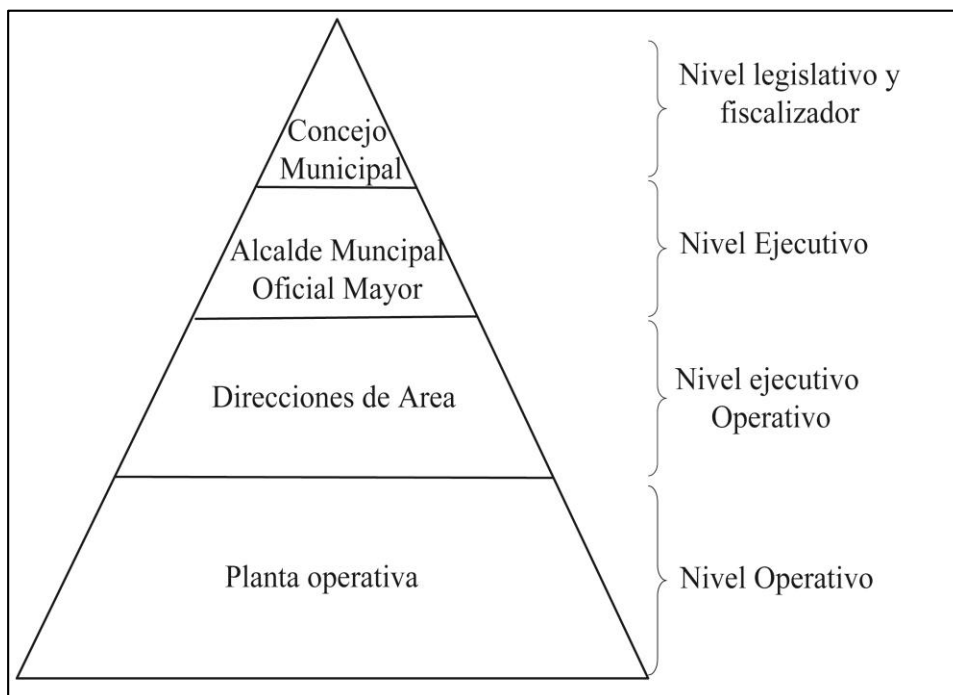 Concejo
Municipal
Nivel legislativo y
fiscalizador
Alcalde Muncipal
Oficial Mayor
Nivel Ejecutivo
Direcciones de Area
Nivel ejecutivo
Operativo
Planta operativa
Nivel Operativo